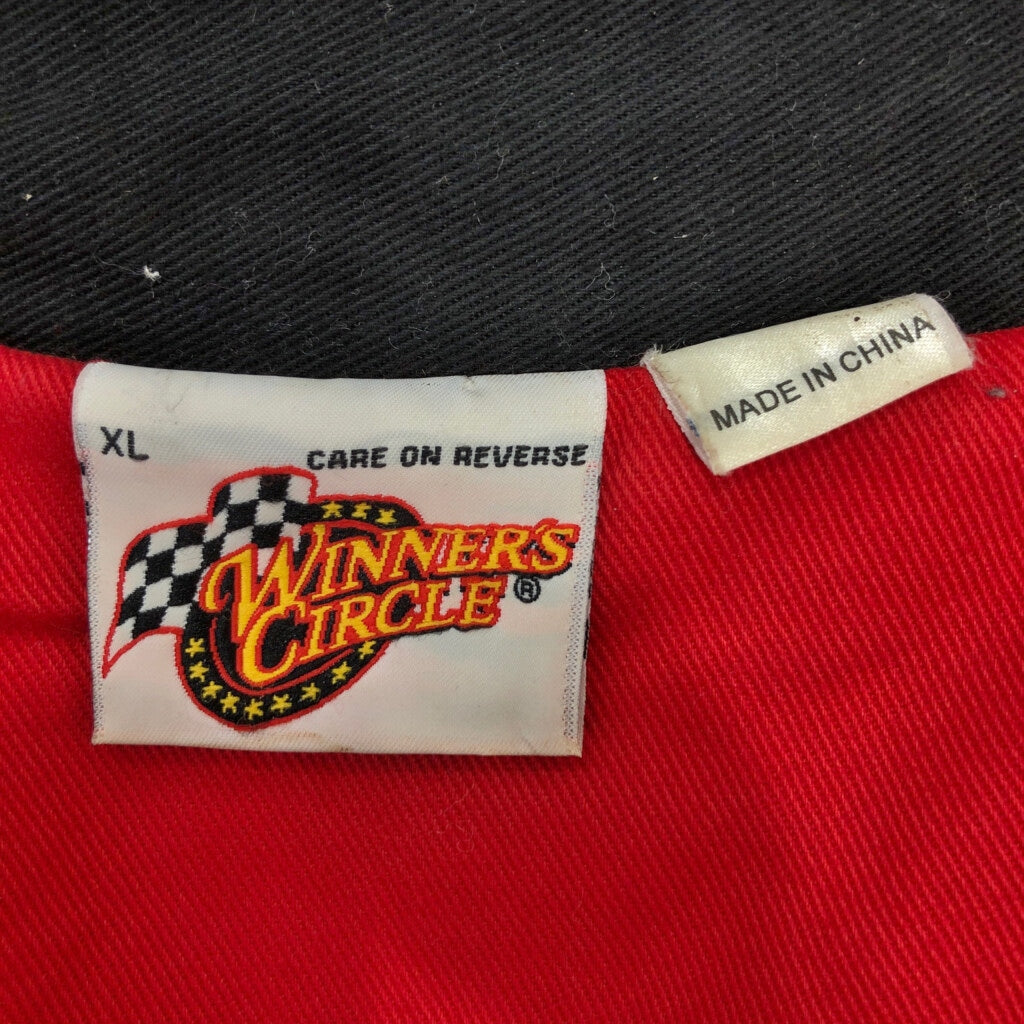 XL
CARE ON REVERSE
WINNER'S
CIRCLE®
MADE IN CHINA